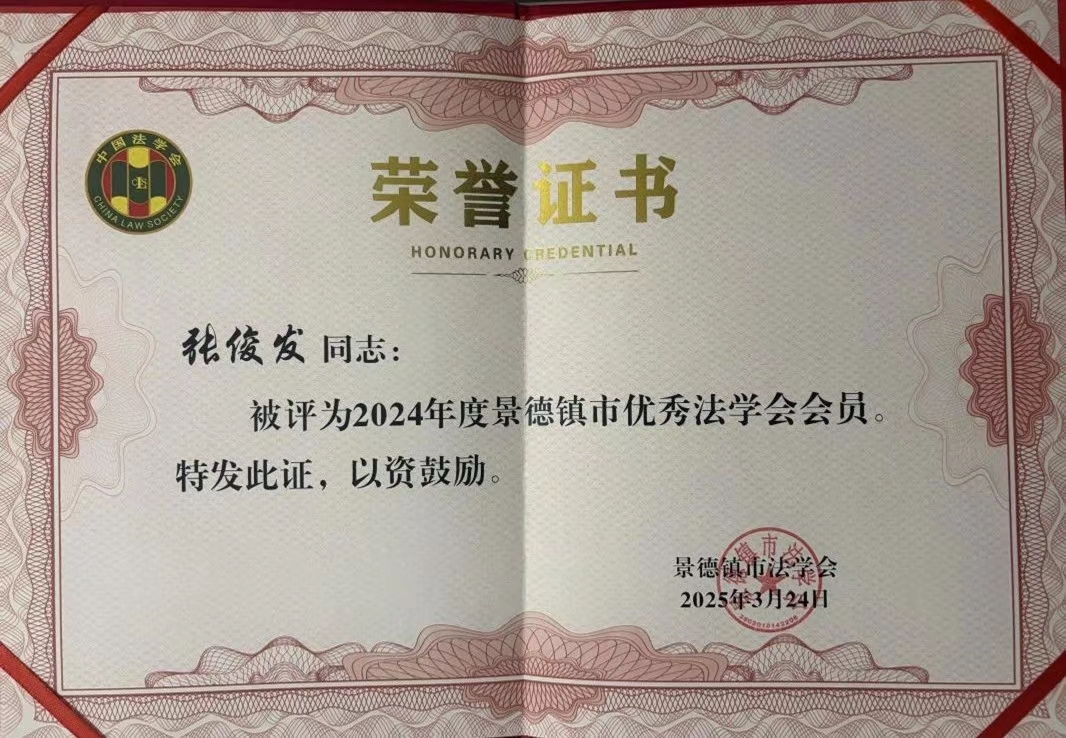 中国法学会
CHINA LAW SOCIETY
荣誉证书
HONORARY CREDENTIAL
张俊发 同志：
被评为2024年度景德镇市优秀法学会会员。
特发此证，以资鼓励。
景德镇市法学会
2025年3月24日